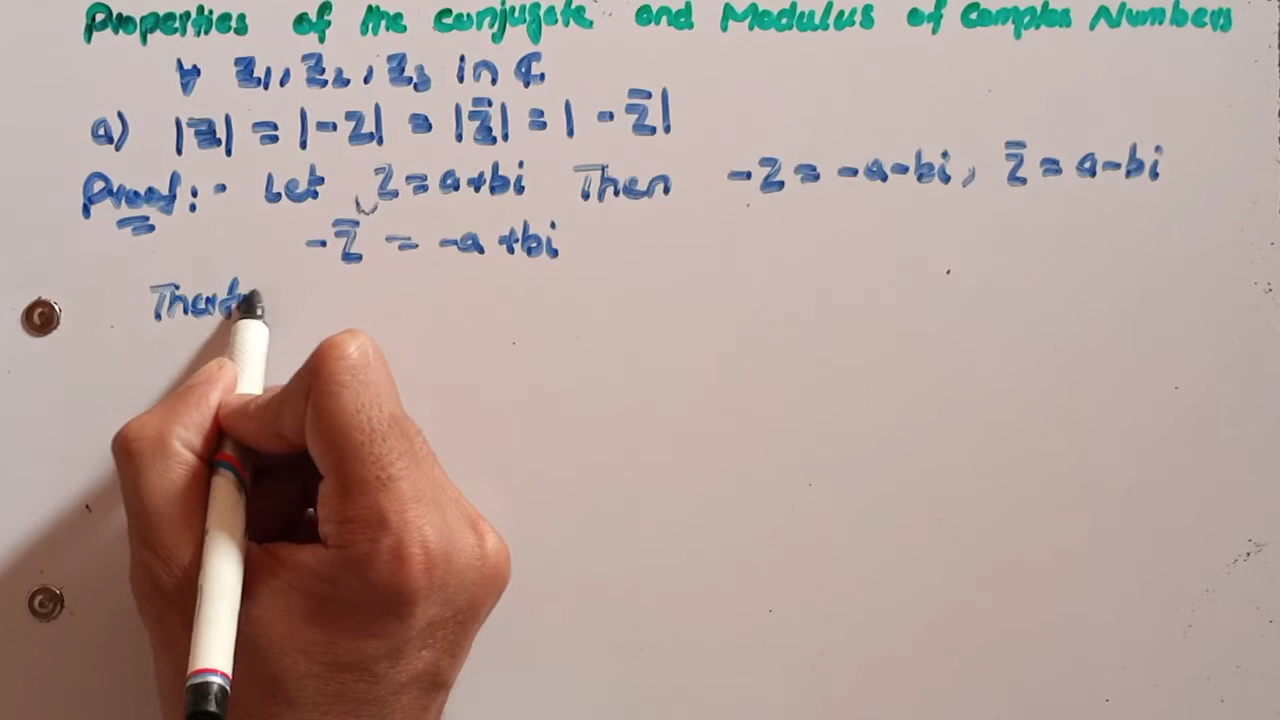 Properties of the conjugate and Modulus of Complex Numbers
∀ z₁, z₂, z₃ in ℂ
a) |z| = |-z| = |z̄| = |-z̄|
Proof:- Let z = a+bi Then -z = -a-bi, z̄ = a-bi
-z̄ = -a+bi